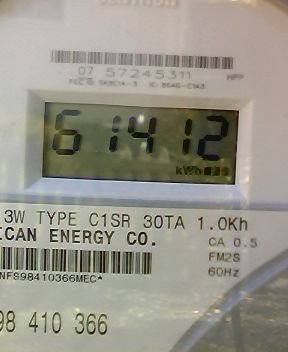 07 57245311
HPP
61412
kWh
3W TYPE C1SR 30TA 1.0Kh
ICAN ENERGY CO.
CA 0.5
FM2S
60Hz
NFS98410366MEC*
98 410 366